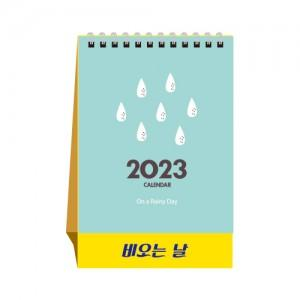 2023
CALENDAR
On a Rainy Day
비오는 날